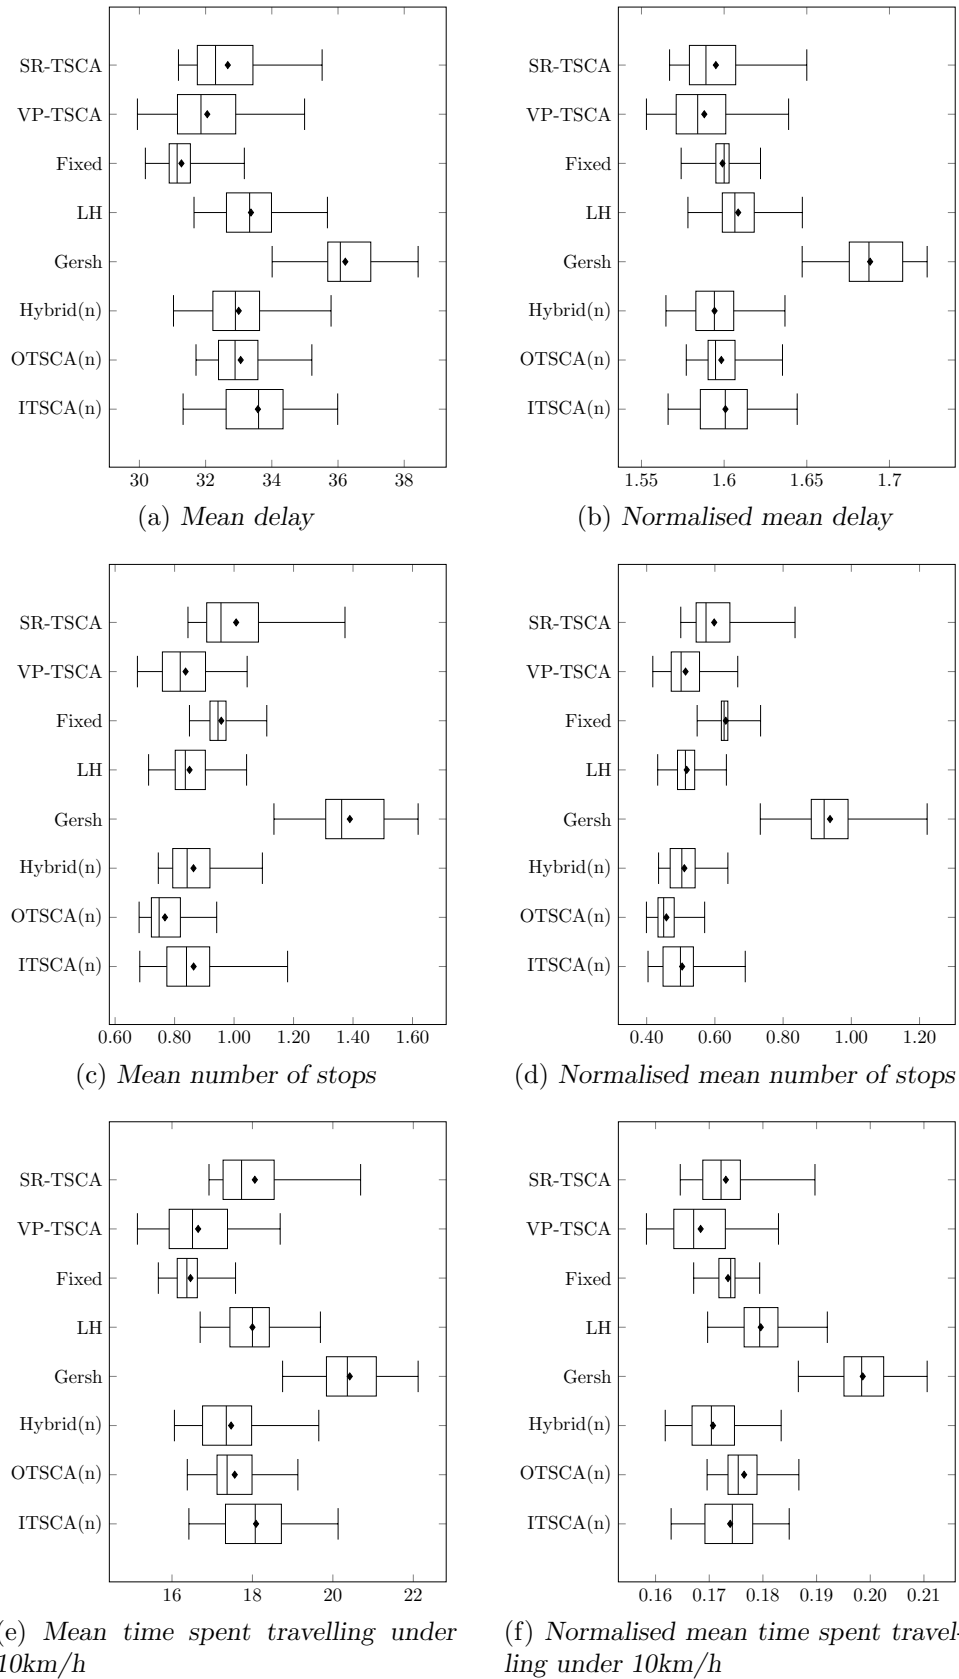 SR-TSCA
VP-TSCA
Fixed
LH
Gersh
Hybrid(n)
OTSCA(n)
ITSCA(n)
30 32 34 36 38
(a) Mean delay
SR-TSCA
VP-TSCA
Fixed
LH
Gersh
Hybrid(n)
OTSCA(n)
ITSCA(n)
1.55 1.6 1.65 1.7
(b) Normalised mean delay
SR-TSCA
VP-TSCA
Fixed
LH
Gersh
Hybrid(n)
OTSCA(n)
ITSCA(n)
0.60 0.80 1.00 1.20 1.40 1.60
(c) Mean number of stops
SR-TSCA
VP-TSCA
Fixed
LH
Gersh
Hybrid(n)
OTSCA(n)
ITSCA(n)
0.40 0.60 0.80 1.00 1.20
(d) Normalised mean number of stops
SR-TSCA
VP-TSCA
Fixed
LH
Gersh
Hybrid(n)
OTSCA(n)
ITSCA(n)
16 18 20 22
(e) Mean time spent travelling under
10km/h
SR-TSCA
VP-TSCA
Fixed
LH
Gersh
Hybrid(n)
OTSCA(n)
ITSCA(n)
0.16 0.17 0.18 0.19 0.20 0.21
(f) Normalised mean time spent travel-
ling under 10km/h